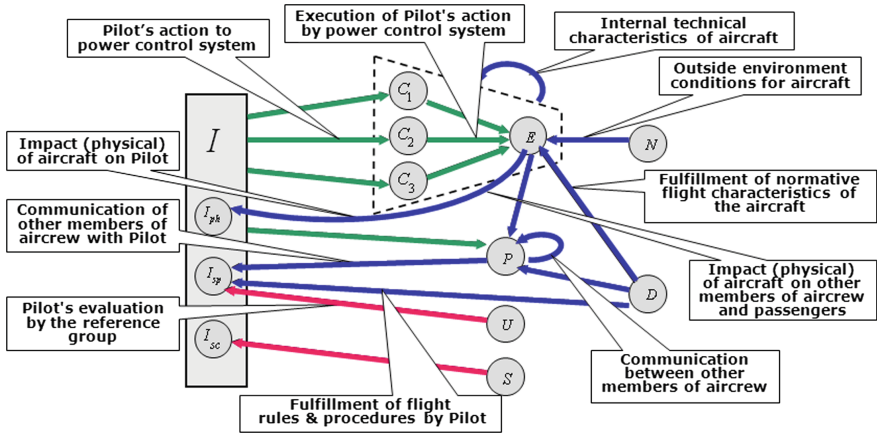 Pilot's action to
power control system
Execution of Pilot's action
by power control system
Internal technical
characteristics of aircraft
Outside environment
conditions for aircraft
C1
I
C2
E
N
Impact (physical)
of aircraft on Pilot
C3
Fulfillment of normative
flight characteristics of
the aircraft
Communication of
other members of
aircrew with Pilot
Iph
P
Isp
D
Impact (physical)
of aircraft on other
members of aircrew
and passengers
Pilot's evaluation
by the reference
group
U
Isc
S
Communication
between other
members of aircrew
Fulfillment of flight
rules & procedures by Pilot